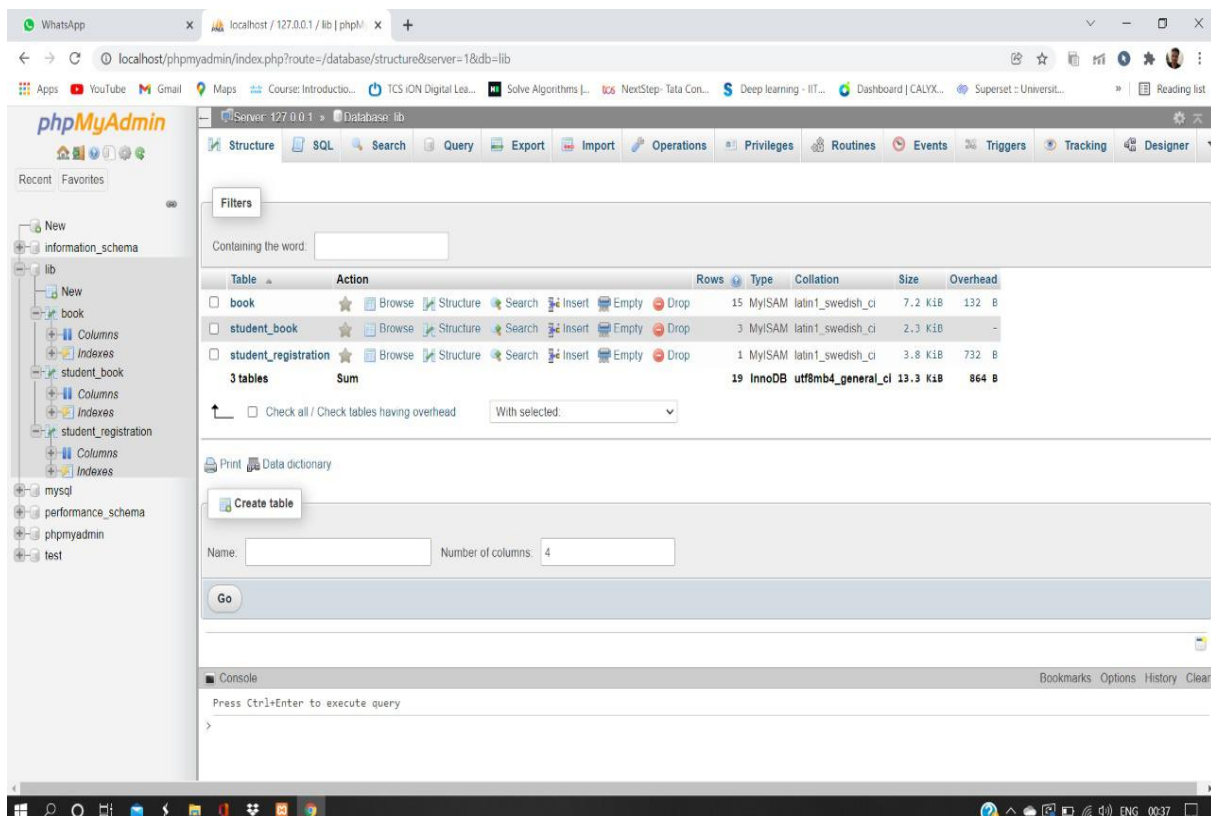 WhatsApp
localhost / 127.0.0.1 / lib | phpM
localhost/phpmyadmin/index.php?route=/database/structure&server=1&db=lib
Apps YouTube Gmail Maps Course: Introductio... TCS iON Digital Lea... Solve Algorithms |... NextStep- Tata Con... Deep learning - IIT... Dashboard | CALYX... Superset :: Universit... » Reading list
phpMyAdmin
Recent Favorites
New
information_schema
lib
New
book
Columns
Indexes
student_book
Columns
Indexes
student_registration
Columns
Indexes
mysql
performance_schema
phpmyadmin
test
Server: 127.0.0.1 » Database: lib
Structure SQL Search Query Export Import Operations Privileges Routines Events Triggers Tracking Designer
Filters
Containing the word:
Table Action Rows Type Collation Size Overhead
book Browse Structure Search Insert Empty Drop 15 MyISAM latin1_swedish_ci 7.2 KiB 132 B
student_book Browse Structure Search Insert Empty Drop 3 MyISAM latin1_swedish_ci 2.3 KiB -
student_registration Browse Structure Search Insert Empty Drop 1 MyISAM latin1_swedish_ci 3.8 KiB 732 B
3 tables Sum 19 InnoDB utf8mb4_general_ci 13.3 KiB 864 B
Check all / Check tables having overhead With selected:
Print Data dictionary
Create table
Name: Number of columns: 4
Go
Console Bookmarks Options History Clear
Press Ctrl+Enter to execute query
>
ENG 00:37